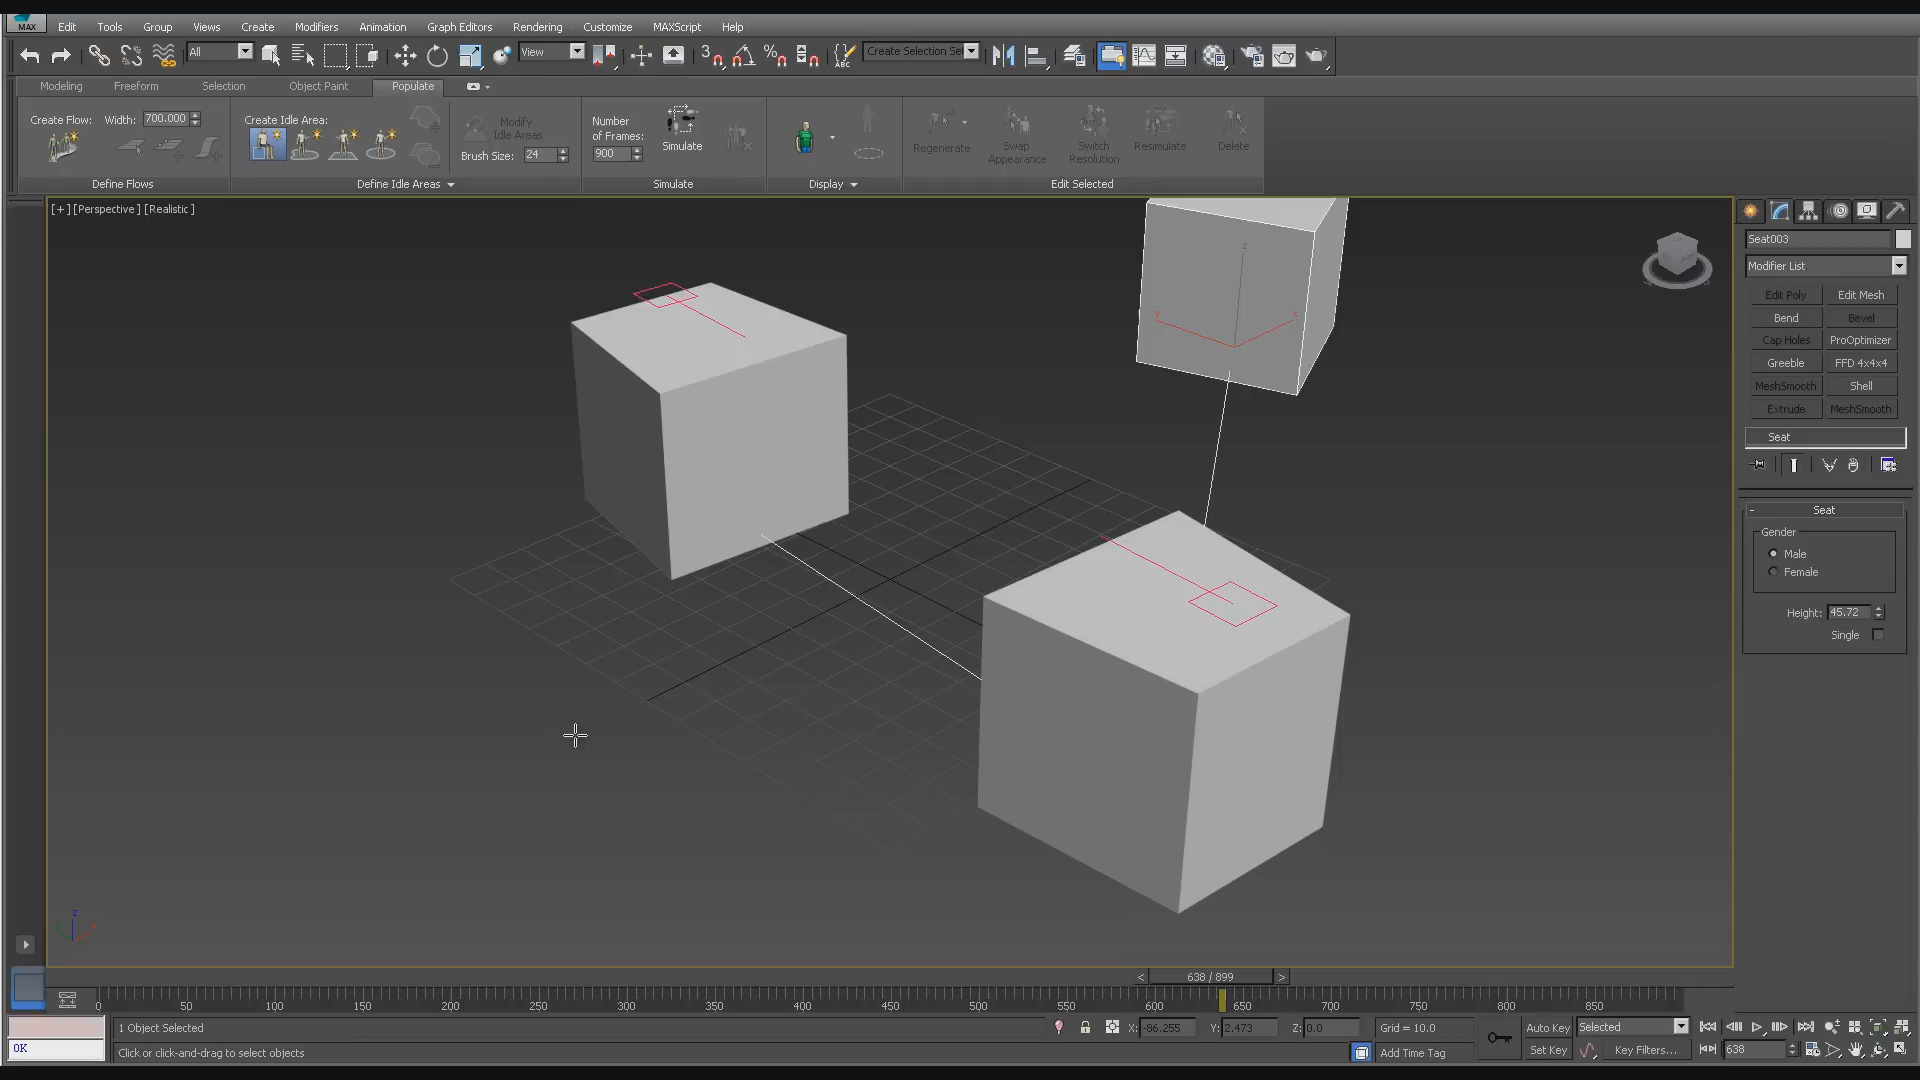 MAX
Edit Tools Group Views Create Modifiers Animation Graph Editors Rendering Customize MAXScript Help
All
View
3
%
ABC
Create Selection Se
Modeling Freeform Selection Object Paint Populate
Create Flow: Width: 700.000
Create Idle Area:
Modify
Idle Areas
Brush Size: 24
Number
of Frames:
900
Simulate
Regenerate
Swap
Appearance
Switch
Resolution
Resimulate
Delete
Define Flows
Define Idle Areas
Simulate
Display
Edit Selected
[+] [Perspective] [Realistic]
z
y
x
Seat003
Modifier List
Edit Poly Edit Mesh
Bend Bevel
Cap Holes ProOptimizer
Greeble FFD 4x4x4
MeshSmooth Shell
Extrude MeshSmooth
Seat
- Seat
Gender
Male
Female
Height: 45.72
Single
z
x
< 638 / 899 >
0 50 100 150 200 250 300 350 400 450 500 550 600 650 700 750 800 850
1 Object Selected
X: -86.255 Y: 2.473 Z: 0.0 Grid = 10.0
Auto Key Selected
OK
Click or click-and-drag to select objects
Add Time Tag
Set Key Key Filters...
638